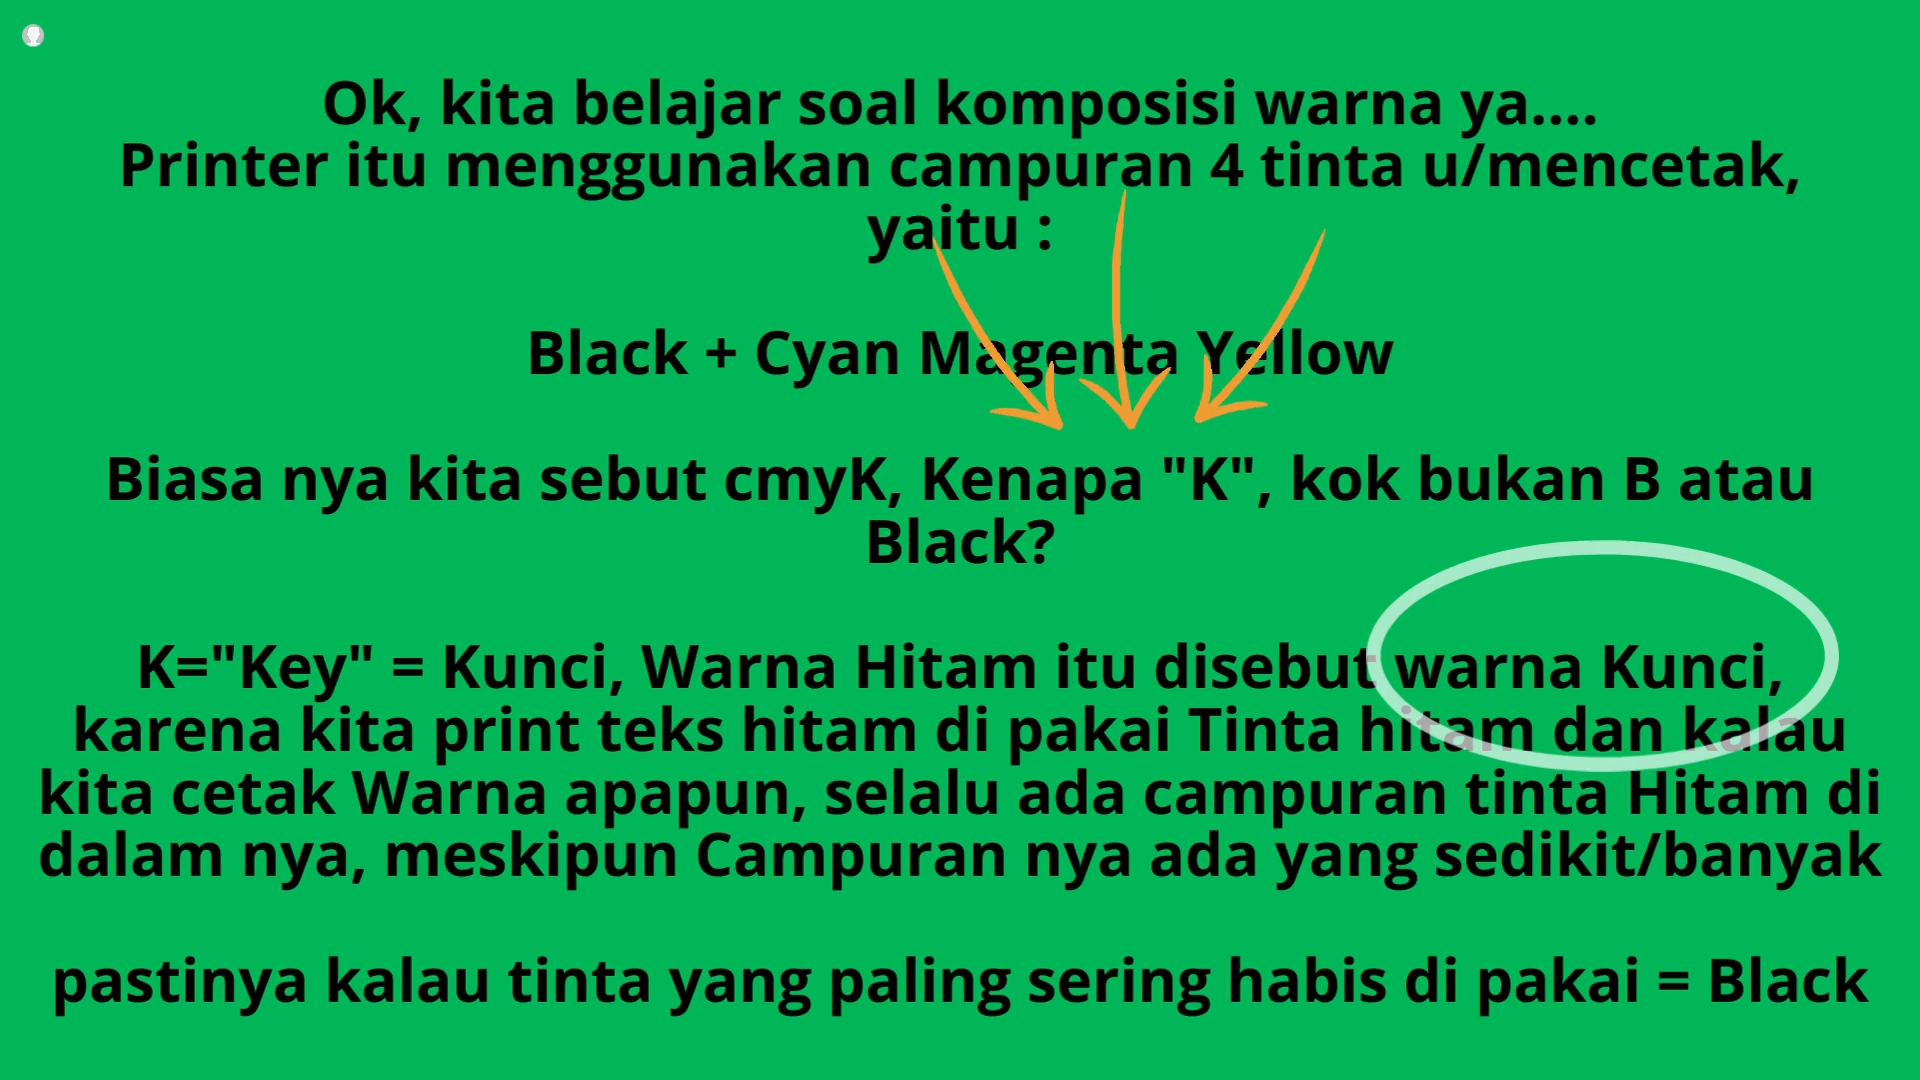 Ok, kita belajar soal komposisi warna ya....
Printer itu menggunakan campuran 4 tinta u/mencetak,
yaitu :
Black + Cyan Magenta Yellow
Biasa nya kita sebut cmyK, Kenapa "K", kok bukan B atau
Black?
K="Key" = Kunci, Warna Hitam itu disebut warna Kunci,
karena kita print teks hitam di pakai Tinta hitam dan kalau
kita cetak Warna apapun, selalu ada campuran tinta Hitam di
dalam nya, meskipun Campuran nya ada yang sedikit/banyak
pastinya kalau tinta yang paling sering habis di pakai = Black